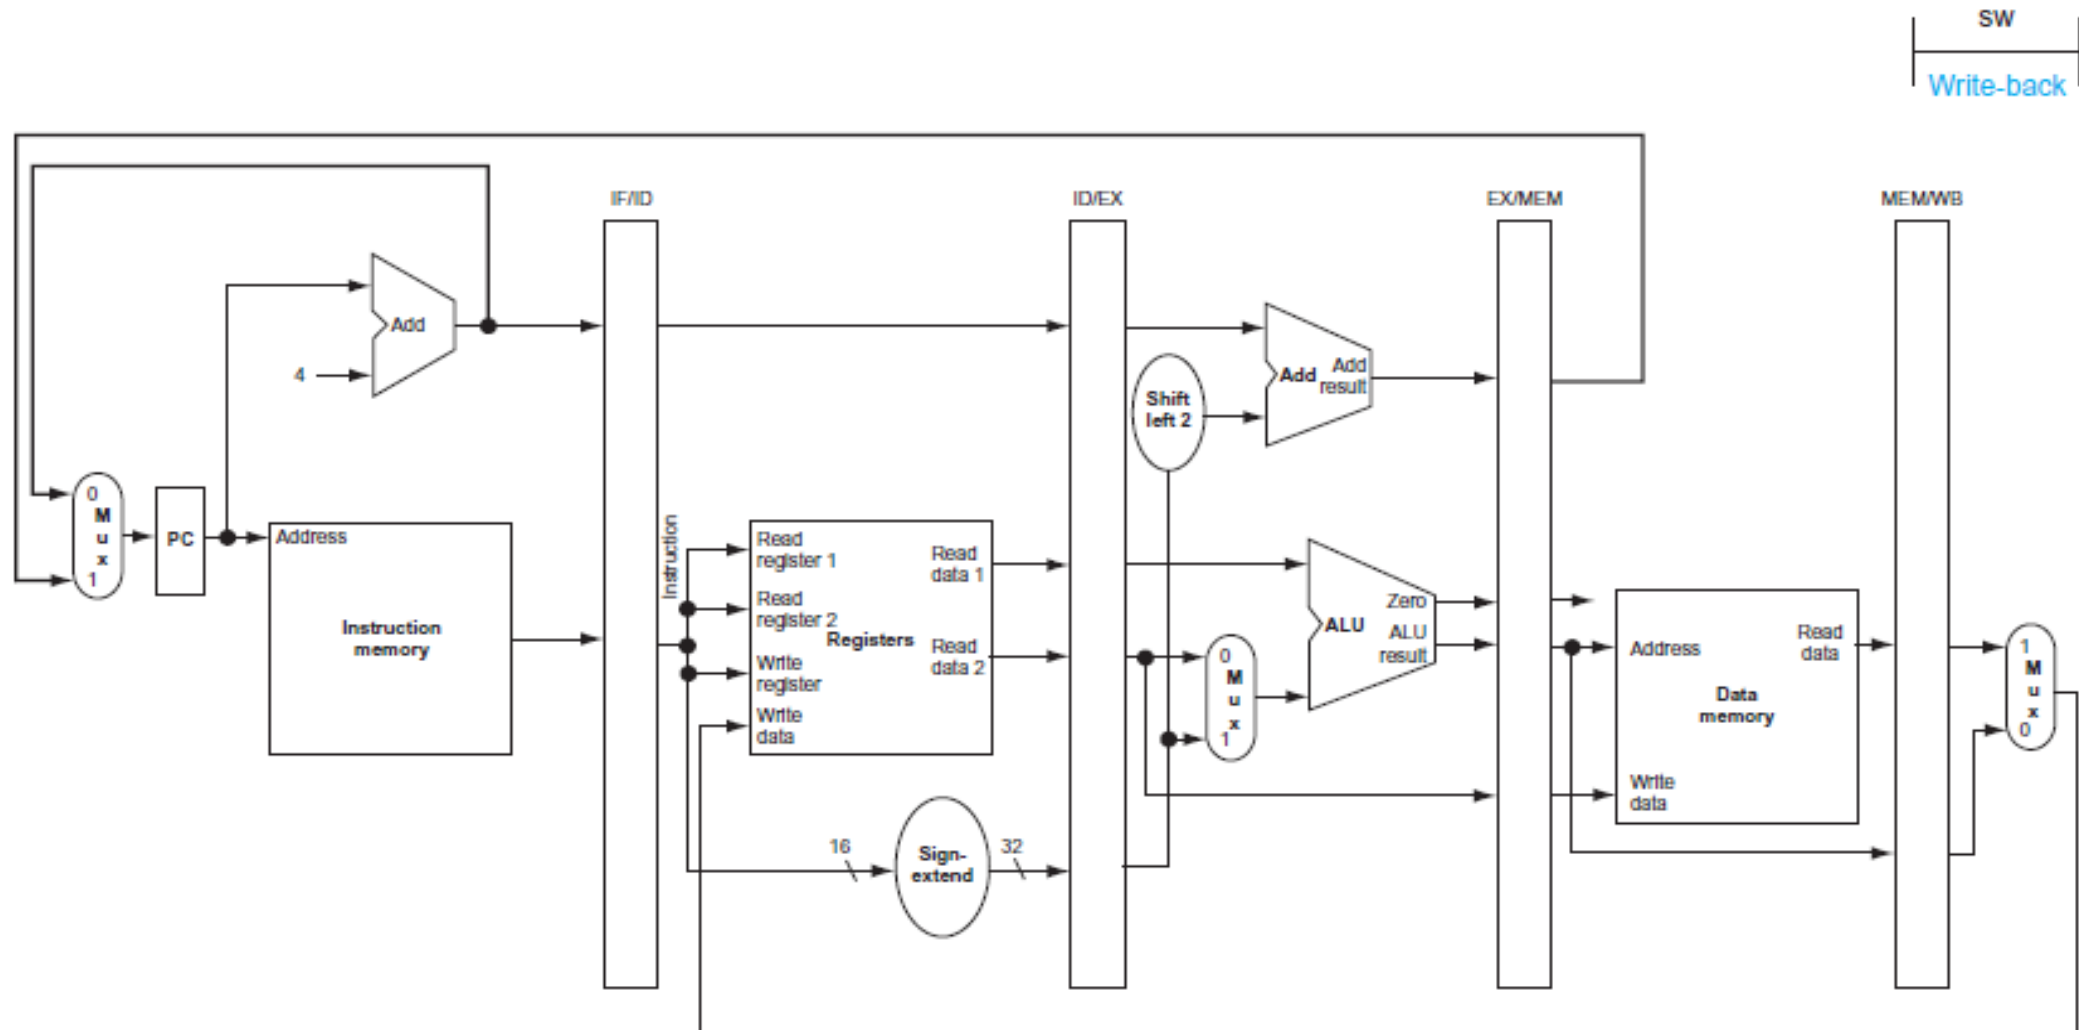 SW
Write-back
IF/ID
ID/EX
EX/MEM
MEM/WB
Add
4
Shift
left 2
Add
Add
result
0
M
u
x
1
PC
Address
Instruction
memory
Instruction
Read
register 1
Read
register 2
Write
register
Write
data
Registers
Read
data 1
Read
data 2
16
Sign-
extend
32
0
M
u
x
1
ALU
Zero
ALU
result
Address
Read
data
Data
memory
Write
data
1
M
u
x
0